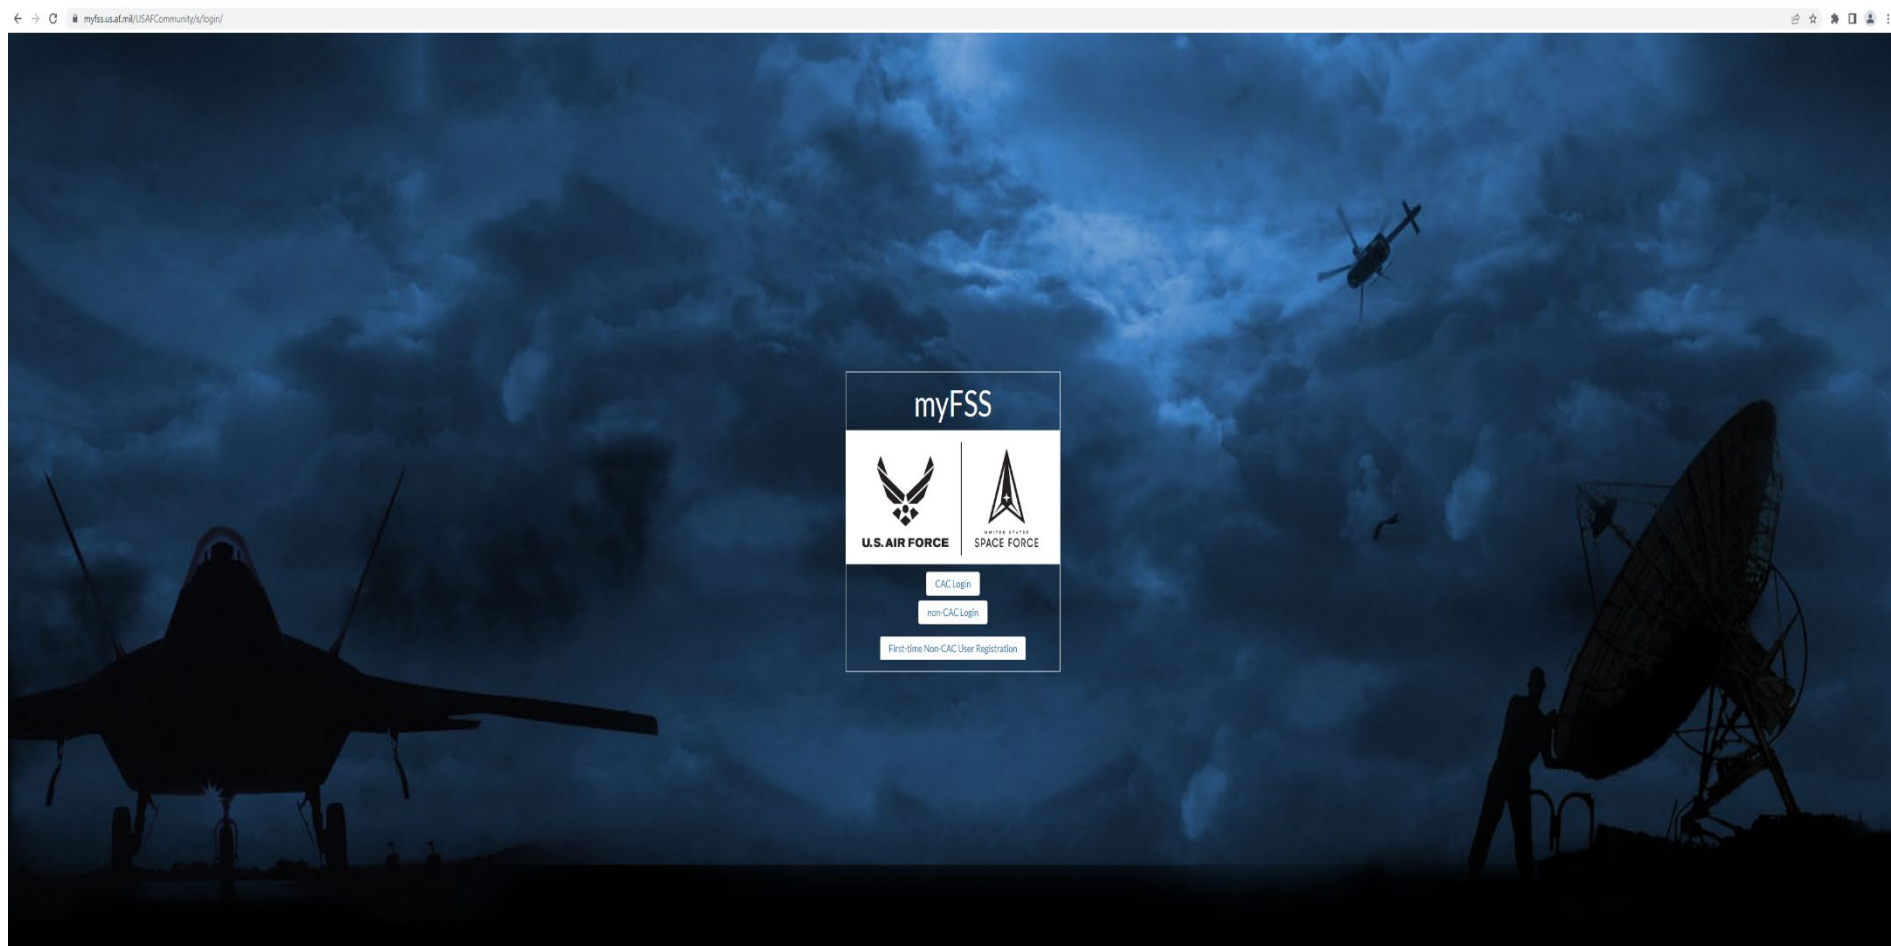 myfss.us.af.mil/USAFCommunity/s/login/
myFSS
U.S. AIR FORCE
UNITED STATES
SPACE FORCE
CAC Login
non-CAC Login
First-time Non-CAC User Registration